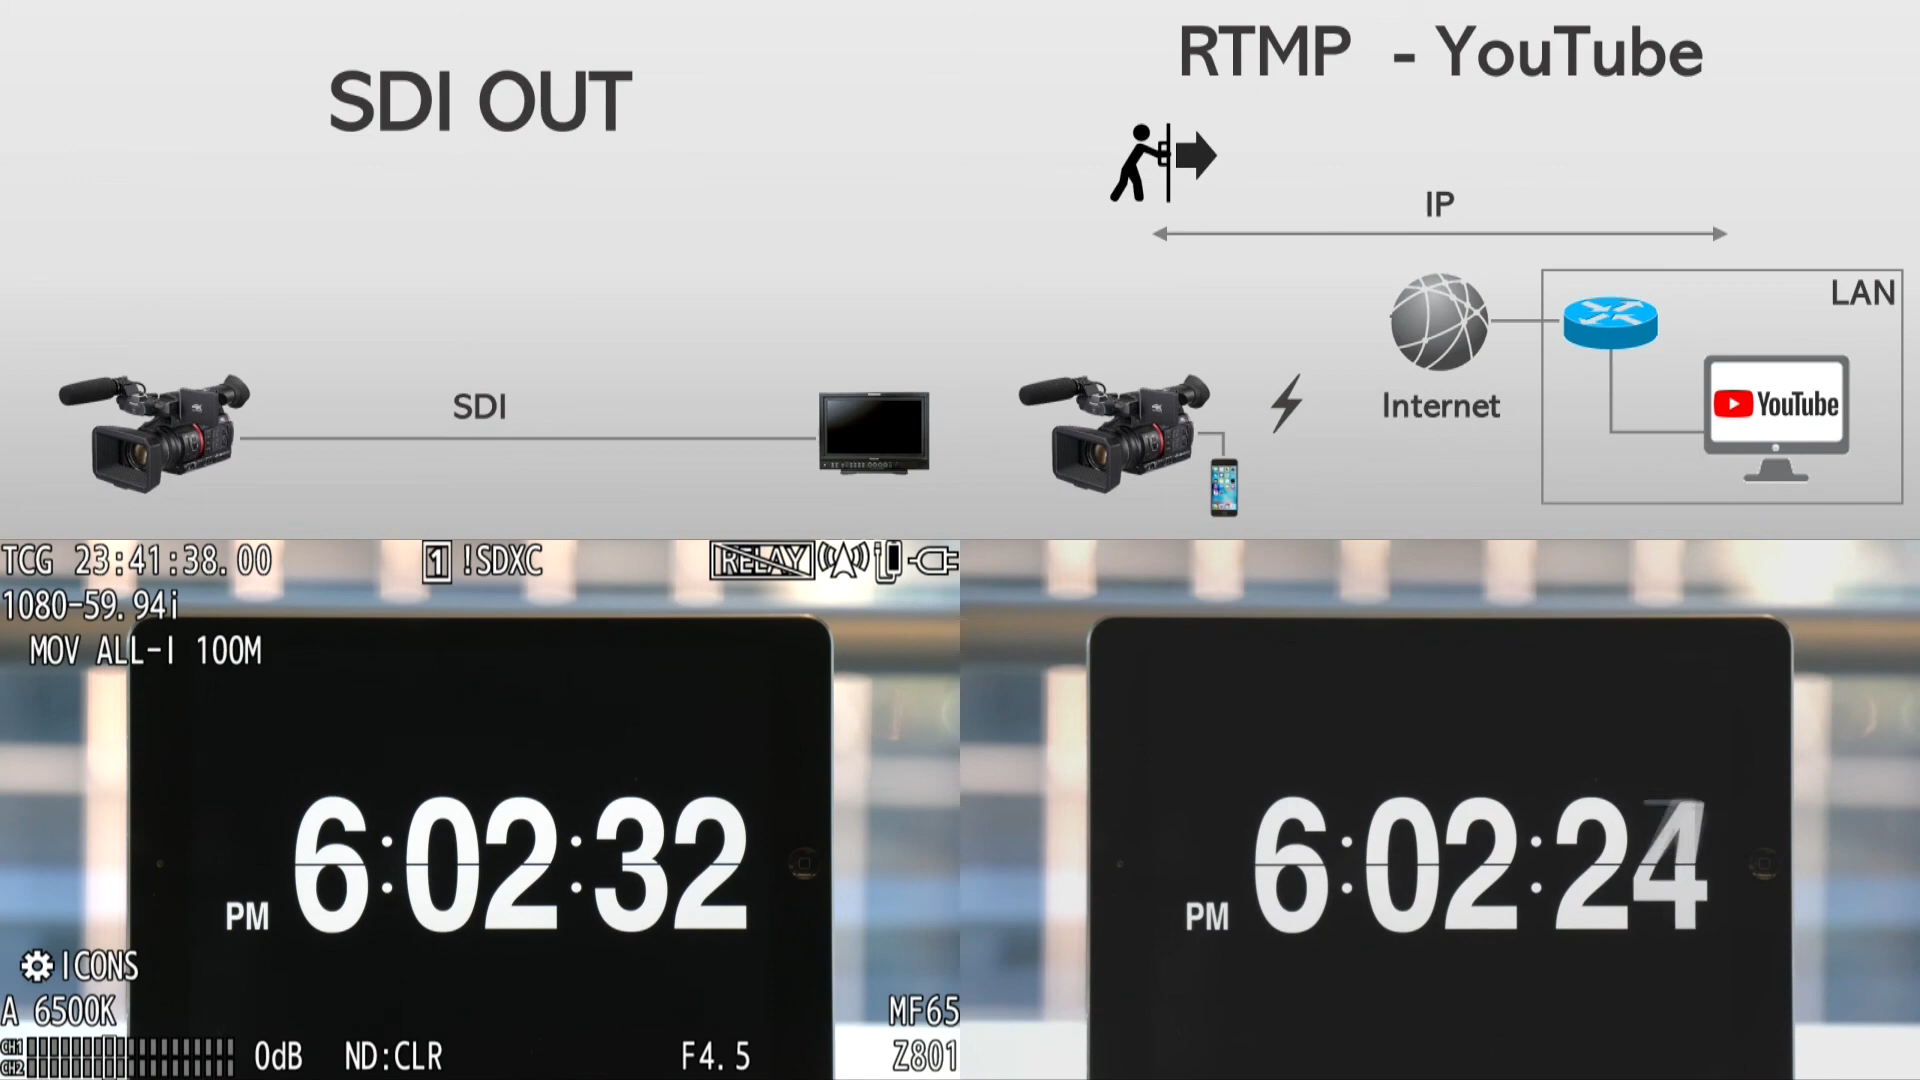 SDI OUT
SDI
RTMP - YouTube
IP
LAN
Internet
YouTube
TCG 23:41:38.00
1 !SDXC
RELAY
1080-59.94i
MOV ALL-I 100M
PM 6:02:32
ICONS
A 6500K
MF65
CH1
CH2
0dB ND:CLR F4.5 Z801
PM 6:02:24